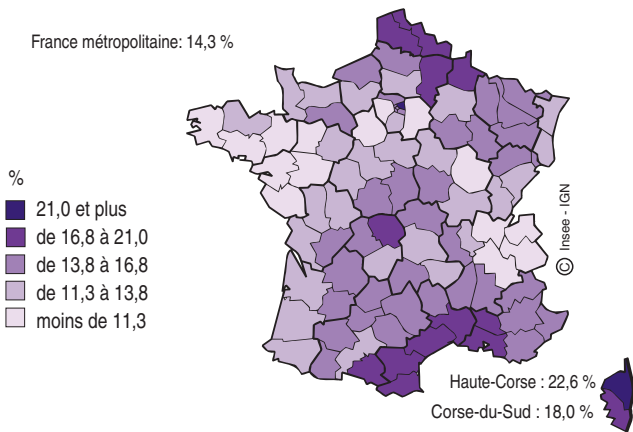 France métropolitaine: 14,3 %
%
21,0 et plus
de 16,8 à 21,0
de 13,8 à 16,8
de 11,3 à 13,8
moins de 11,3
© Insee - IGN
Haute-Corse : 22,6 %
Corse-du-Sud : 18,0 %